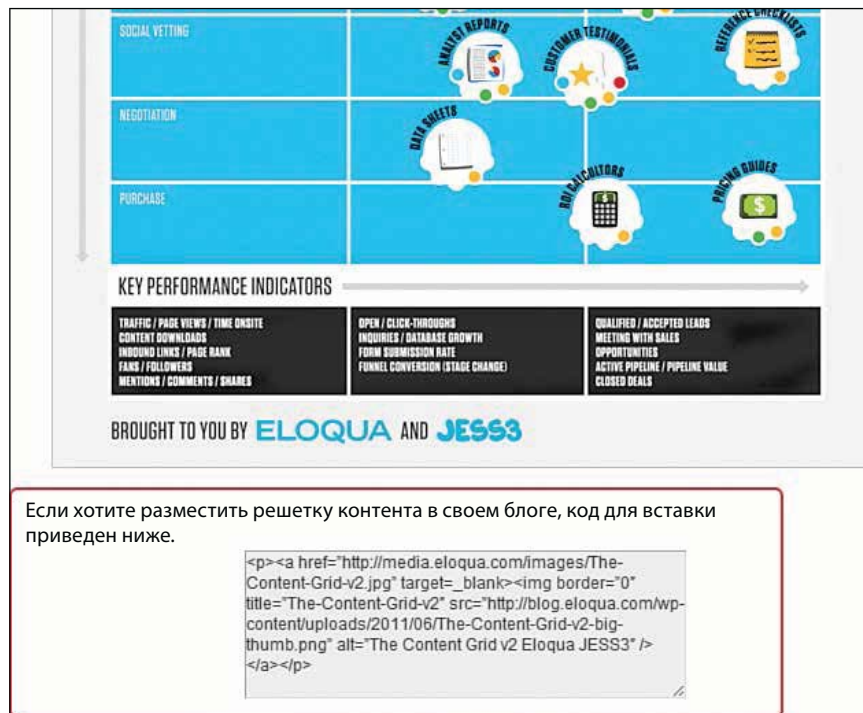 SOCIAL VETTING
ANALYST REPORTS
CUSTOMER TESTIMONIALS
REFERENCE CHECKLISTS
NEGOTIATION
DATA SHEETS
PURCHASE
ROI CALCULTORS
PRICING GUIDES
KEY PERFORMANCE INDICATORS
TRAFFIC / PAGE VIEWS / TIME ONSITE
CONTENT DOWNLOADS
INBOUND LINKS / PAGE RANK
FANS / FOLLOWERS
MENTIONS / COMMENTS / SHARES
OPEN / CLICK-THROUGHS
INQUIRIES / DATABASE GROWTH
FORM SUBMISSION RATE
FUNNEL CONVERSION (STAGE CHANGE)
QUALIFIED / ACCEPTED LEADS
MEETING WITH SALES
OPPORTUNITIES
ACTIVE PIPELINE / PIPELINE VALUE
CLOSED DEALS
BROUGHT TO YOU BY ELOQUA AND JESS3
Если хотите разместить решетку контента в своем блоге, код для вставки
приведен ниже.
<p><a href="http://media.eloqua.com/images/The-
Content-Grid-v2.jpg" target=_blank><img border="0"
title="The-Content-Grid-v2" src="http://blog.eloqua.com/wp-
content/uploads/2011/06/The-Content-Grid-v2-big-
thumb.png" alt="The Content Grid v2 Eloqua JESS3" />
</a></p>